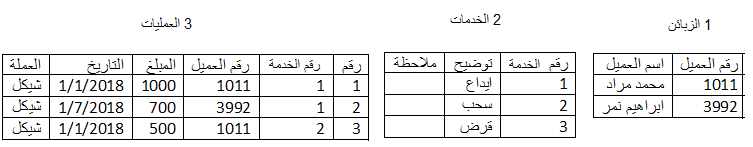 1 الزبائن
رقم العميل اسم العميل
1011 محمد مراد
3992 ابراهيم نمر
2 الخدمات
رقم الخدمة توضيح ملاحظة
1 ايداع
2 سحب
3 قرض
3 العمليات
رقم رقم الخدمة رقم العميل المبلغ التاريخ العملة
1 1 1011 1000 1/1/2018 شيكل
2 1 3992 700 1/7/2018 شيكل
3 2 1011 500 1/1/2018 شيكل